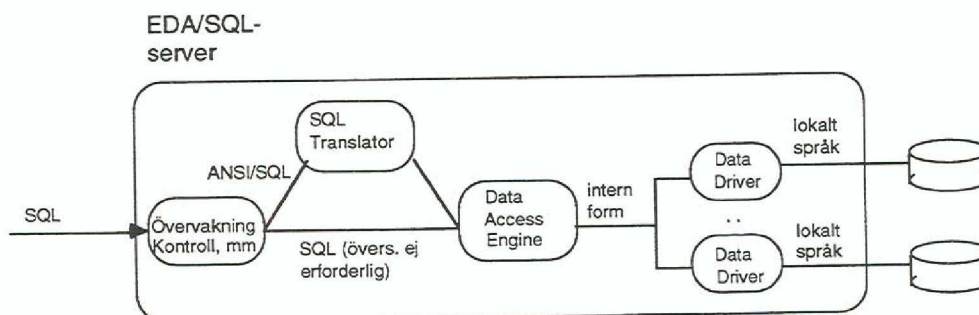 EDA/SQL-
server
SQL
Translator
ANSI/SQL
SQL
Övervakning
Kontroll, mm
SQL (övers. ej
erforderlig)
Data
Access
Engine
intern
form
Data
Driver
lokalt
språk
..
Data
Driver
lokalt
språk